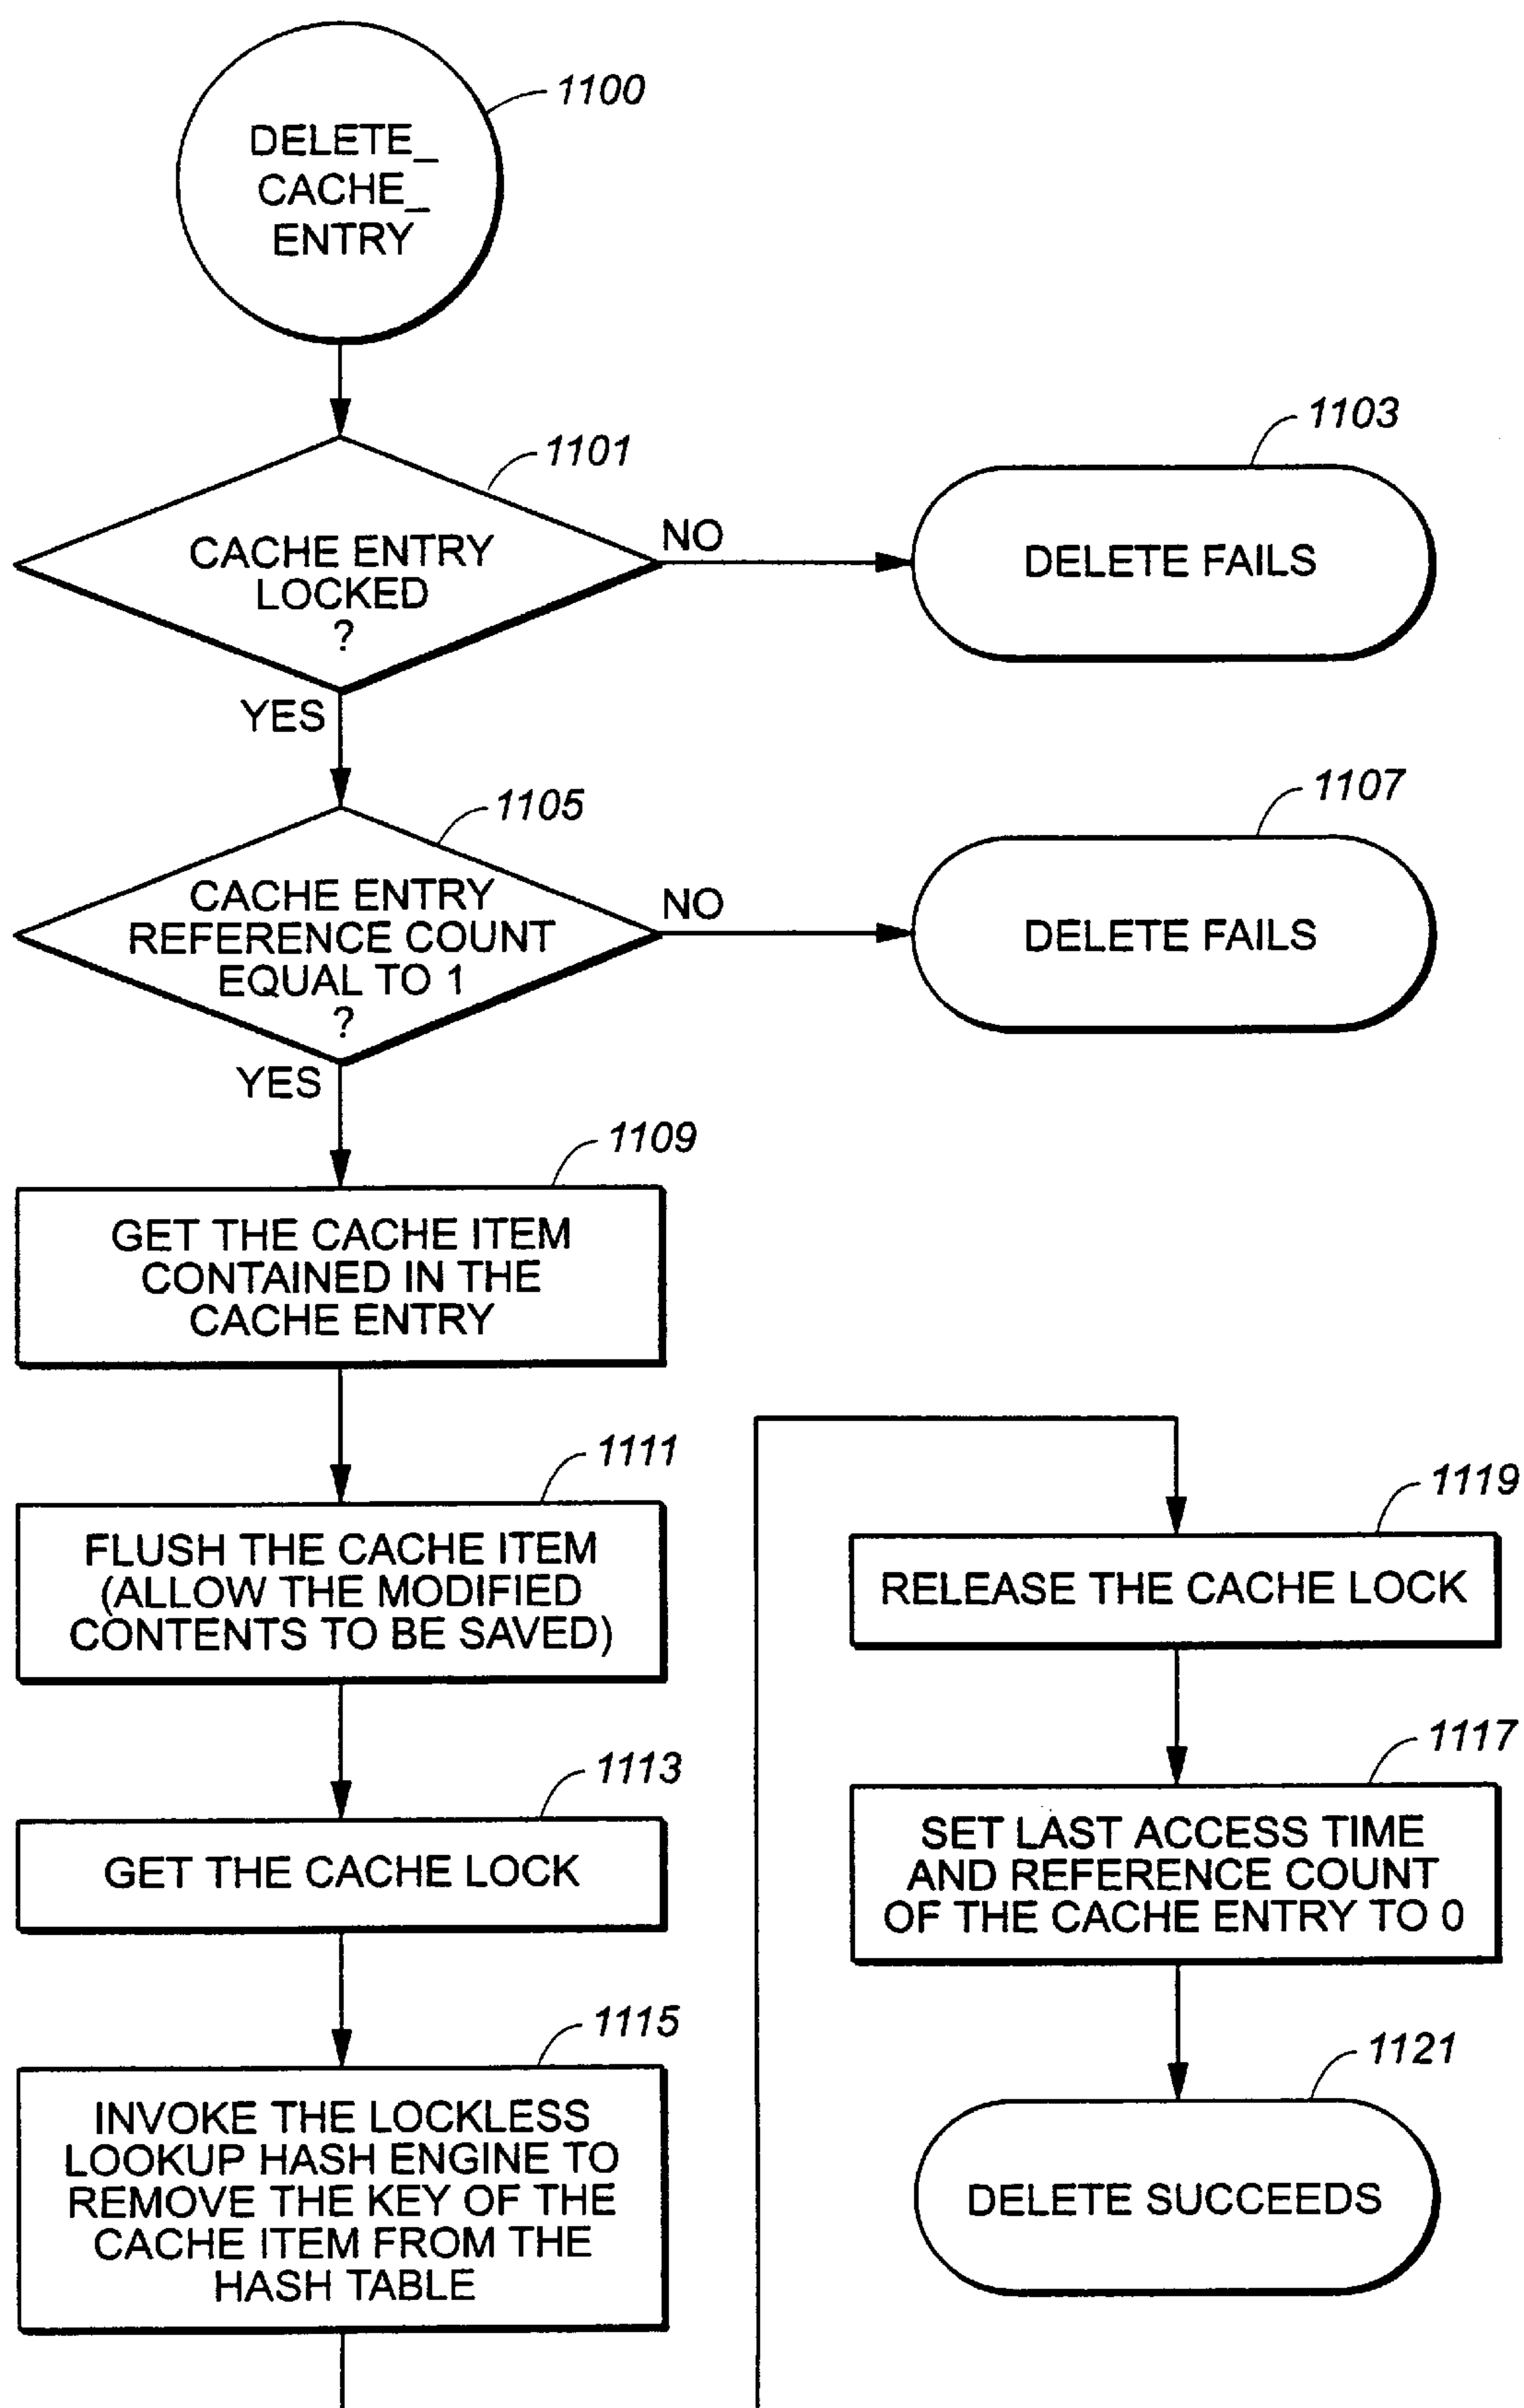 1100
DELETE_
CACHE_
ENTRY
1101
CACHE ENTRY
LOCKED
?
NO
YES
1103
DELETE FAILS
1105
CACHE ENTRY
REFERENCE COUNT
EQUAL TO 1
?
NO
YES
1107
DELETE FAILS
1109
GET THE CACHE ITEM
CONTAINED IN THE
CACHE ENTRY
1111
FLUSH THE CACHE ITEM
(ALLOW THE MODIFIED
CONTENTS TO BE SAVED)
1113
GET THE CACHE LOCK
1115
INVOKE THE LOCKLESS
LOOKUP HASH ENGINE TO
REMOVE THE KEY OF THE
CACHE ITEM FROM THE
HASH TABLE
1119
RELEASE THE CACHE LOCK
1117
SET LAST ACCESS TIME
AND REFERENCE COUNT
OF THE CACHE ENTRY TO 0
1121
DELETE SUCCEEDS